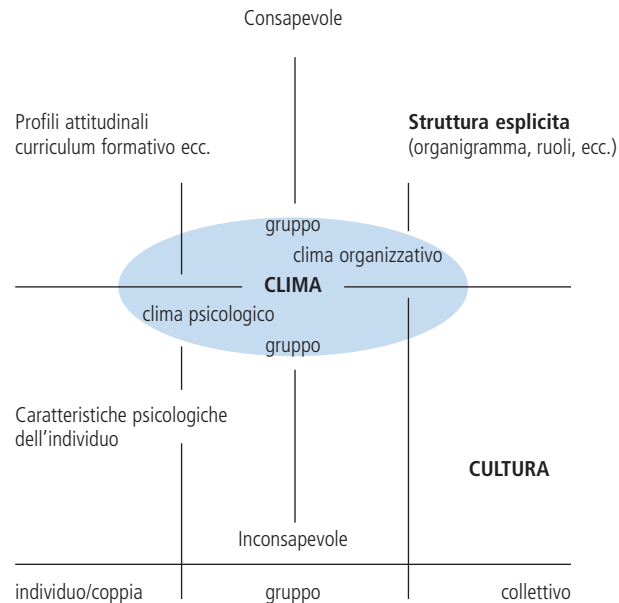 Consapevole
Profili attitudinali
curriculum formativo ecc.
Struttura esplicita
(organigramma, ruoli, ecc.)
gruppo
clima organizzativo
CLIMA
clima psicologico
gruppo
Caratteristiche psicologiche
dell'individuo
CULTURA
Inconsapevole
individuo/coppia
gruppo
collettivo